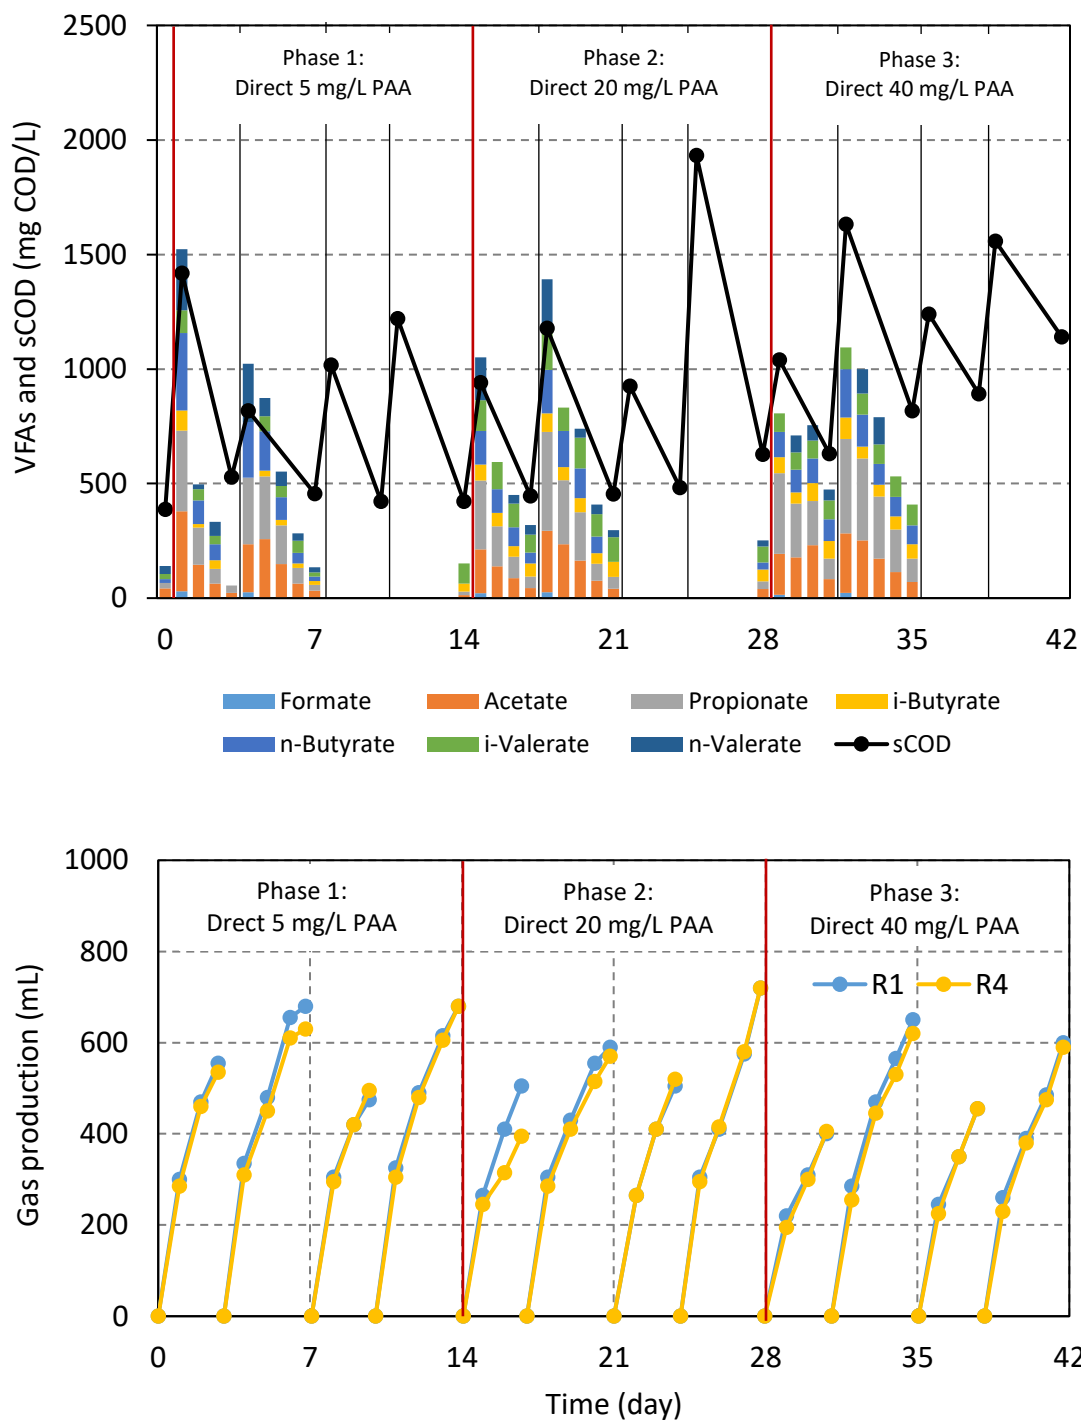 2500
2000
1500
1000
500
0
VFAs and sCOD (mg COD/L)
Phase 1:
Direct 5 mg/L PAA
Phase 2:
Direct 20 mg/L PAA
Phase 3:
Direct 40 mg/L PAA
0 7 14 21 28 35 42
Formate Acetate Propionate i-Butyrate
n-Butyrate i-Valerate n-Valerate sCOD
1000
800
600
400
200
0
Gas production (mL)
Phase 1:
Drect 5 mg/L PAA
Phase 2:
Direct 20 mg/L PAA
Phase 3:
Direct 40 mg/L PAA
R1 R4
0 7 14 21 28 35 42
Time (day)